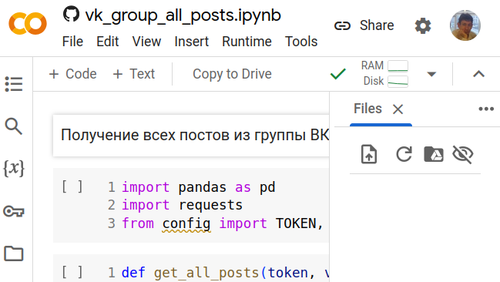 vk_group_all_posts.ipynb
Share
File Edit View Insert Runtime Tools
+ Code + Text Copy to Drive
RAM
Disk
Files
Получение всех постов из группы ВК
{x}
[ ] 1 import pandas as pd
2 import requests
3 from config import TOKEN,
[ ] 1 def get_all_posts(token, v